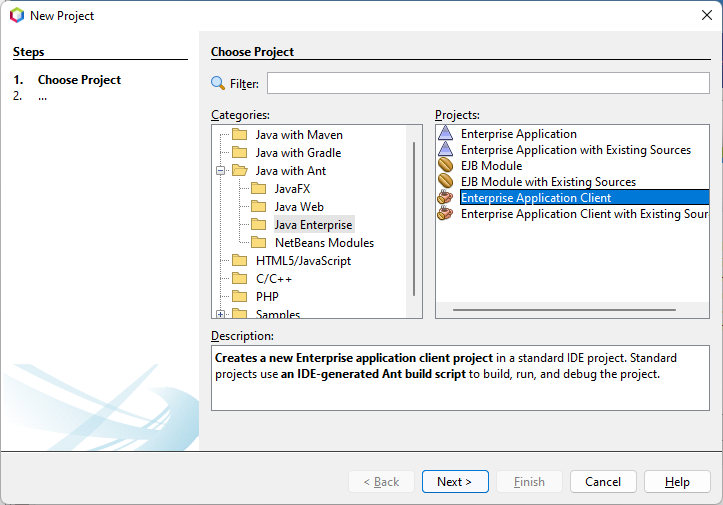 New Project
Steps
1. Choose Project
2. ...
Choose Project
Filter:
Categories:
Java with Maven
Java with Gradle
Java with Ant
JavaFX
Java Web
Java Enterprise
NetBeans Modules
HTML5/JavaScript
C/C++
PHP
Samples
Projects:
Enterprise Application
Enterprise Application with Existing Sources
EJB Module
EJB Module with Existing Sources
Enterprise Application Client
Enterprise Application Client with Existing Sour
Description:
Creates a new Enterprise application client project in a standard IDE project. Standard
projects use an IDE-generated Ant build script to build, run, and debug the project.
< Back
Next >
Finish
Cancel
Help